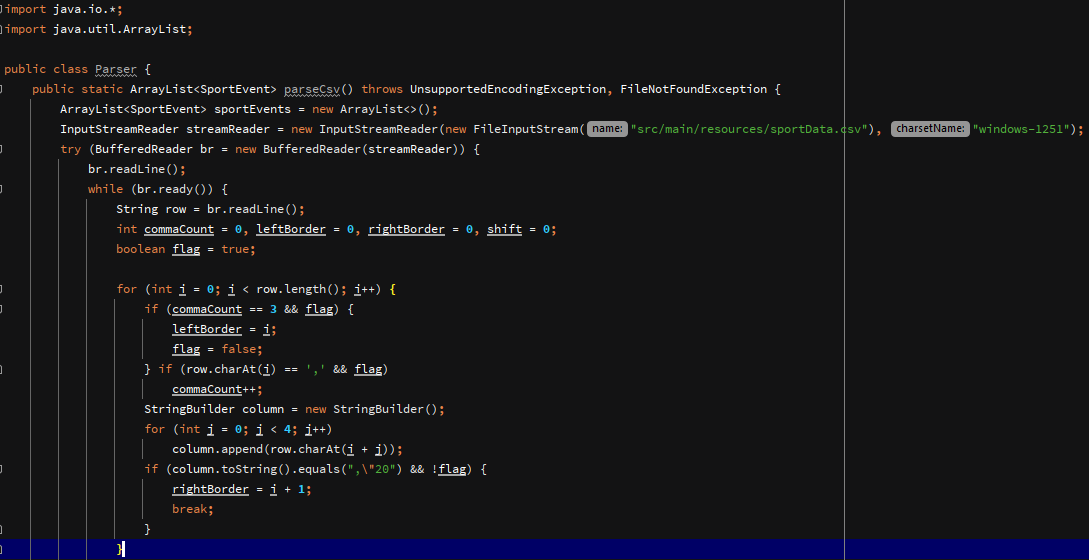 import java.io.*;
import java.util.ArrayList;
public class Parser {
public static ArrayList<SportEvent> parseCsv() throws UnsupportedEncodingException, FileNotFoundException {
ArrayList<SportEvent> sportEvents = new ArrayList<>();
InputStreamReader streamReader = new InputStreamReader(new FileInputStream( name: "src/main/resources/sportData.csv"), charsetName: "windows-1251");
try (BufferedReader br = new BufferedReader(streamReader)) {
br.readLine();
while (br.ready()) {
String row = br.readLine();
int commaCount = 0, leftBorder = 0, rightBorder = 0, shift = 0;
boolean flag = true;
for (int i = 0; i < row.length(); i++) {
if (commaCount == 3 && flag) {
leftBorder = i;
flag = false;
} if (row.charAt(i) == ',' && flag)
commaCount++;
StringBuilder column = new StringBuilder();
for (int j = 0; j < 4; j++)
column.append(row.charAt(i + j));
if (column.toString().equals(",\"20") && !flag) {
rightBorder = i + 1;
break;
}
}